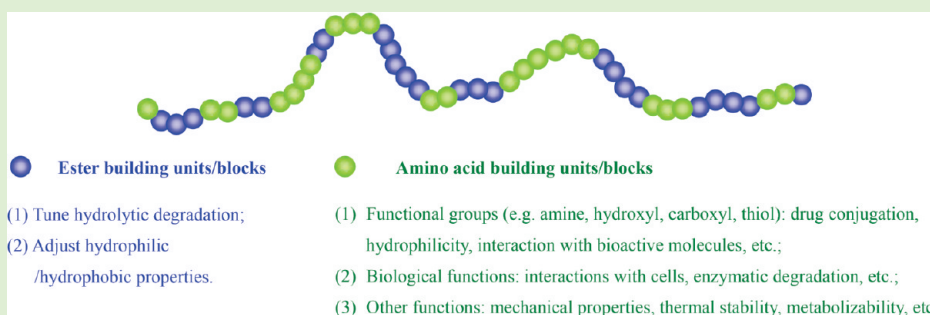 Ester building units/blocks
(1) Tune hydrolytic degradation;
(2) Adjust hydrophilic
/hydrophobic properties.
Amino acid building units/blocks
(1) Functional groups (e.g. amine, hydroxyl, carboxyl, thiol): drug conjugation,
hydrophilicity, interaction with bioactive molecules, etc.;
(2) Biological functions: interactions with cells, enzymatic degradation, etc.;
(3) Other functions: mechanical properties, thermal stability, metabolizability, etc